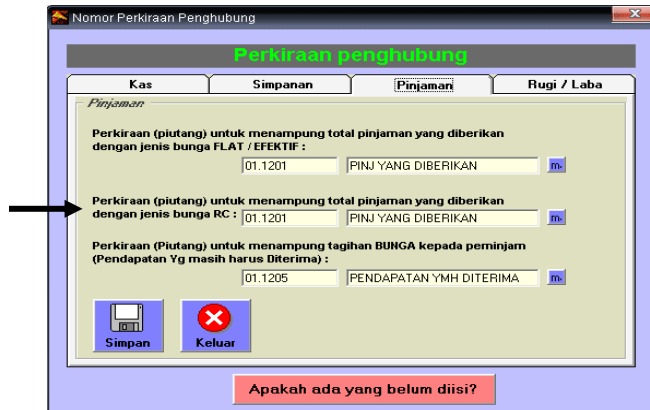 Nomor Perkiraan Penghubung
Perkiraan penghubung
Kas Simpanan Pinjaman Rugi / Laba
Pinjaman
Perkiraan (piutang) untuk menampung total pinjaman yang diberikan
dengan jenis bunga FLAT / EFEKTIF :
01.1201 PINJ YANG DIBERIKAN m-
Perkiraan (piutang) untuk menampung total pinjaman yang diberikan
dengan jenis bunga RC : 01.1201 PINJ YANG DIBERIKAN m-
Perkiraan (Piutang) untuk menampung tagihan BUNGA kepada peminjam
(Pendapatan Yg masih harus Diterima) :
01.1205 PENDAPATAN YMH DITERIMA m-
Simpan Keluar
Apakah ada yang belum diisi?